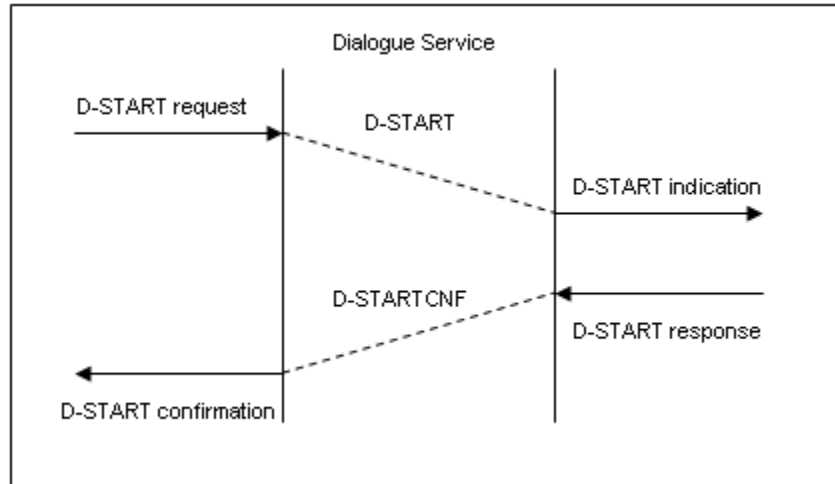 Dialogue Service
D-START request
D-START
D-START indication
D-STARTCNF
D-START response
D-START confirmation